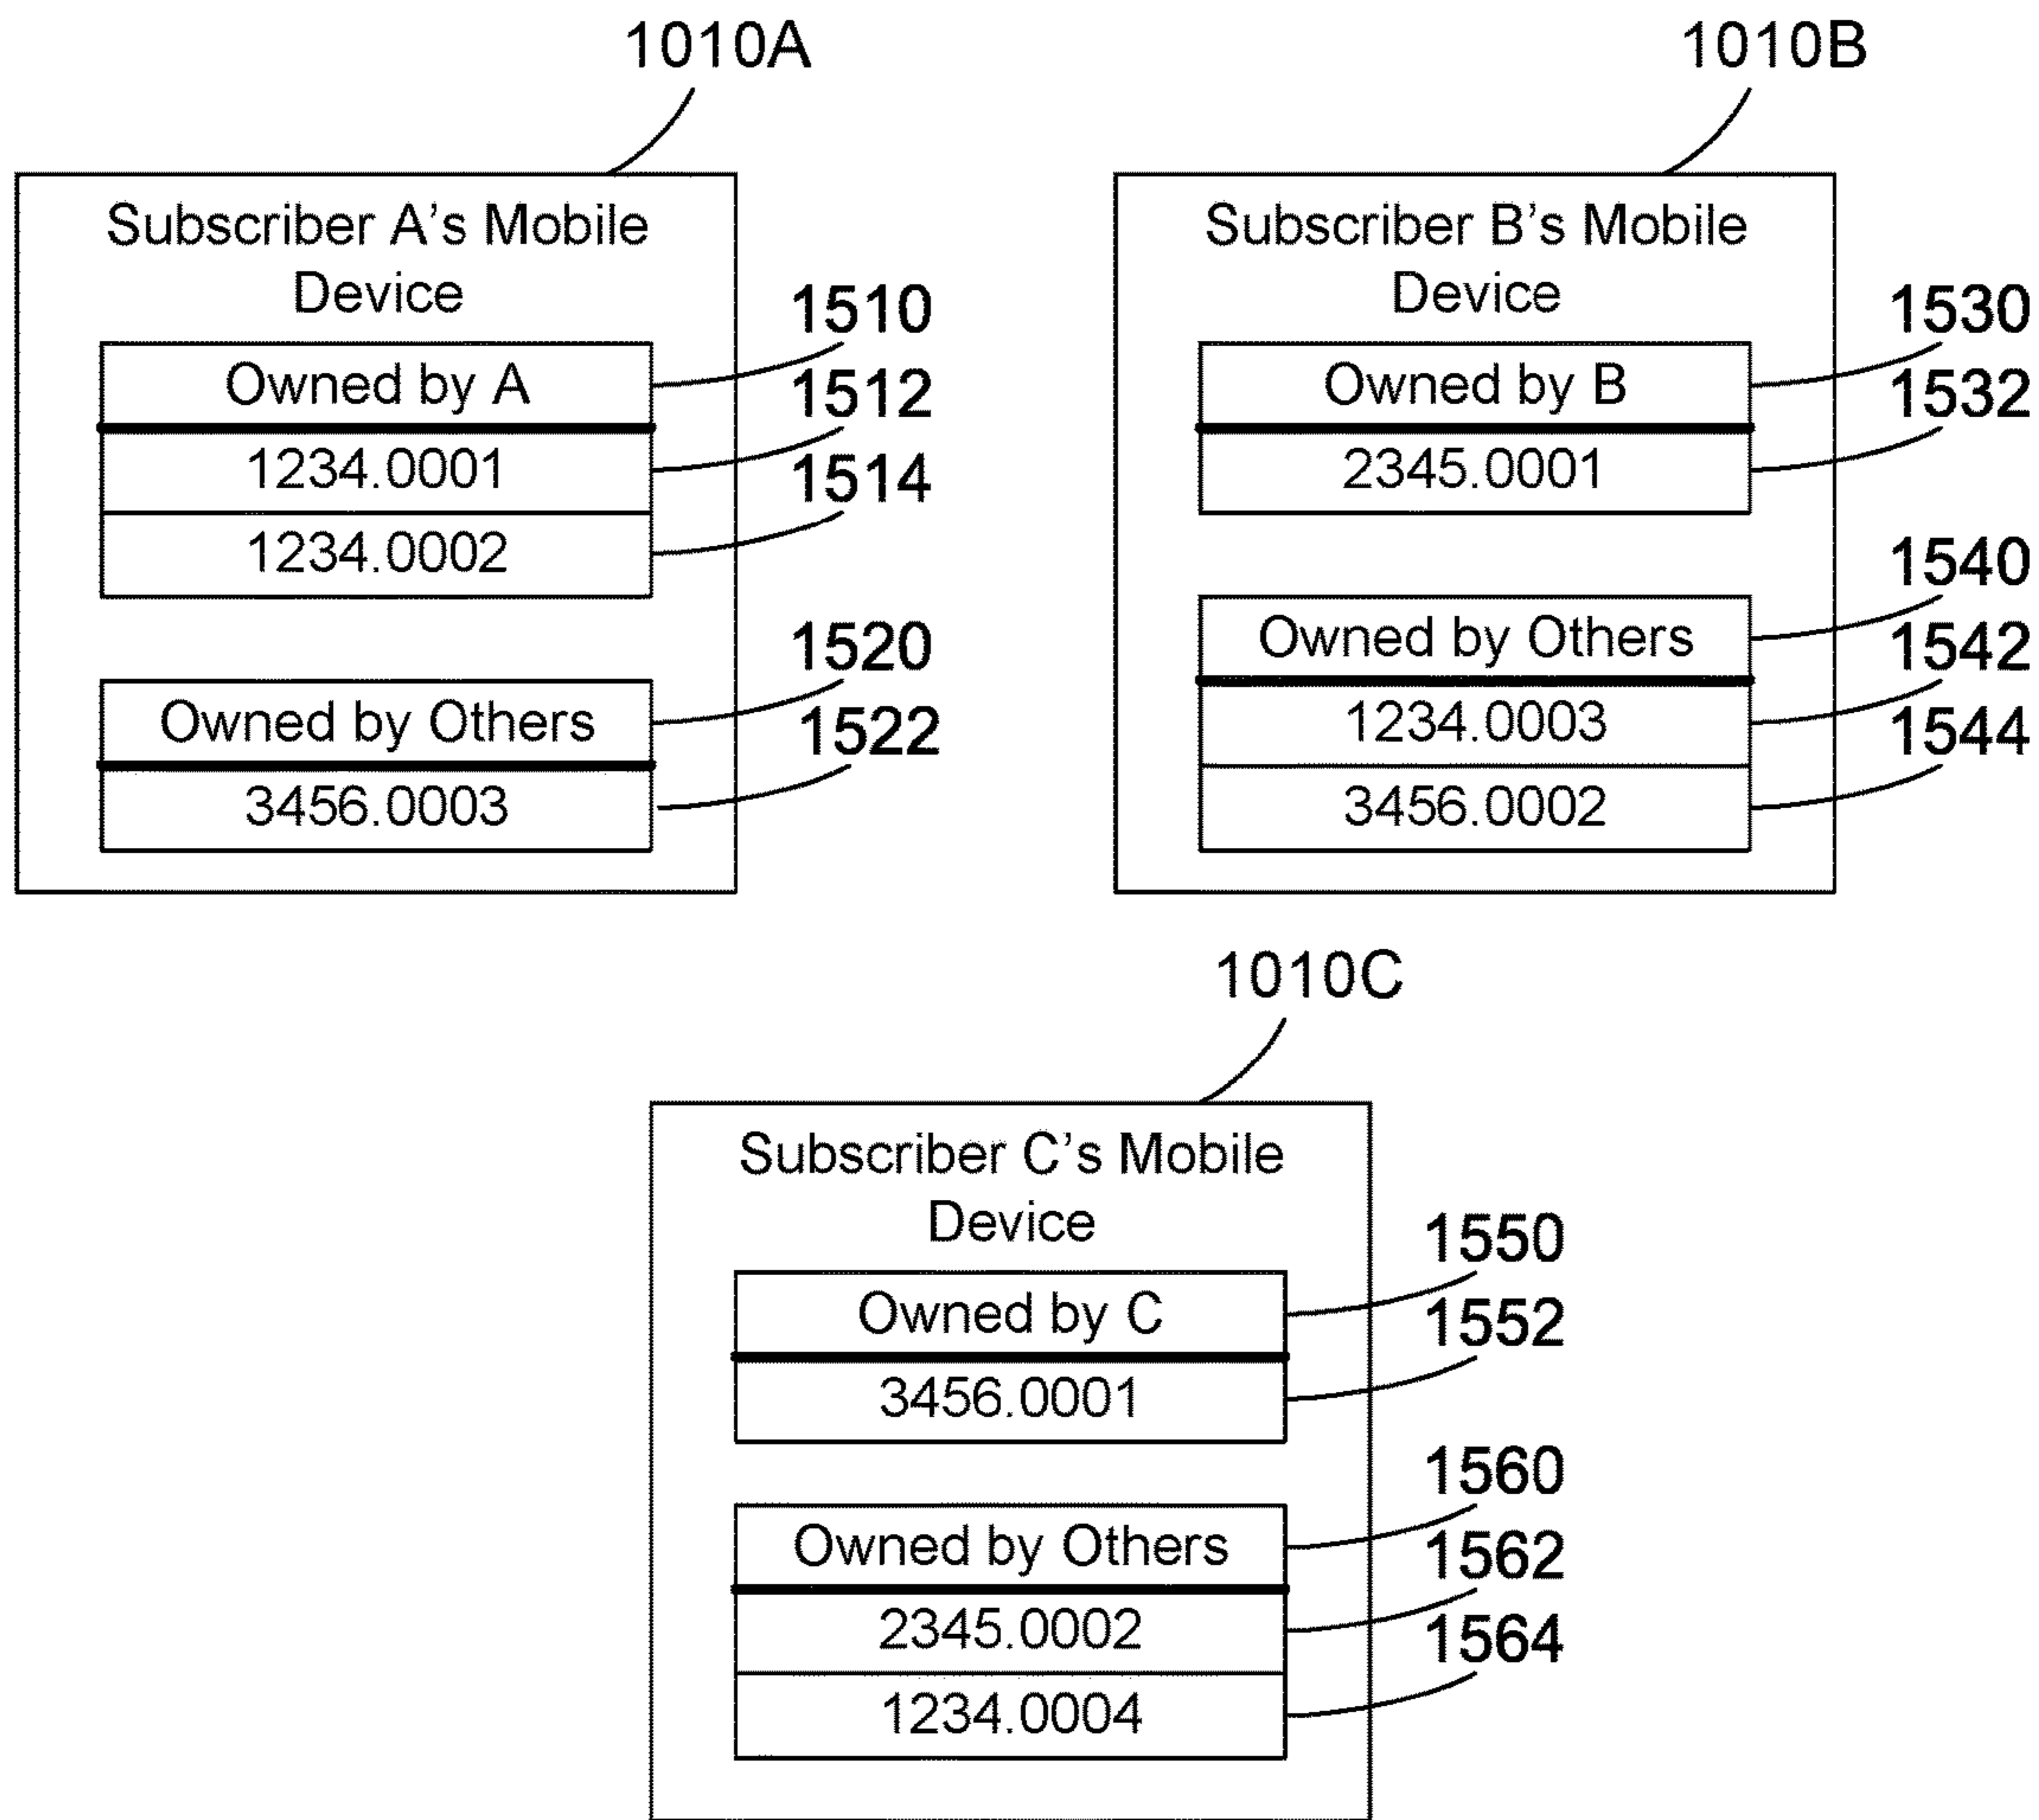 1010A
Subscriber A's Mobile
Device
1510
Owned by A
1512
1234.0001
1514
1234.0002
1520
Owned by Others
1522
3456.0003
1010B
Subscriber B's Mobile
Device
1530
Owned by B
1532
2345.0001
1540
Owned by Others
1542
1234.0003
1544
3456.0002
1010C
Subscriber C's Mobile
Device
1550
Owned by C
1552
3456.0001
1560
Owned by Others
1562
2345.0002
1564
1234.0004